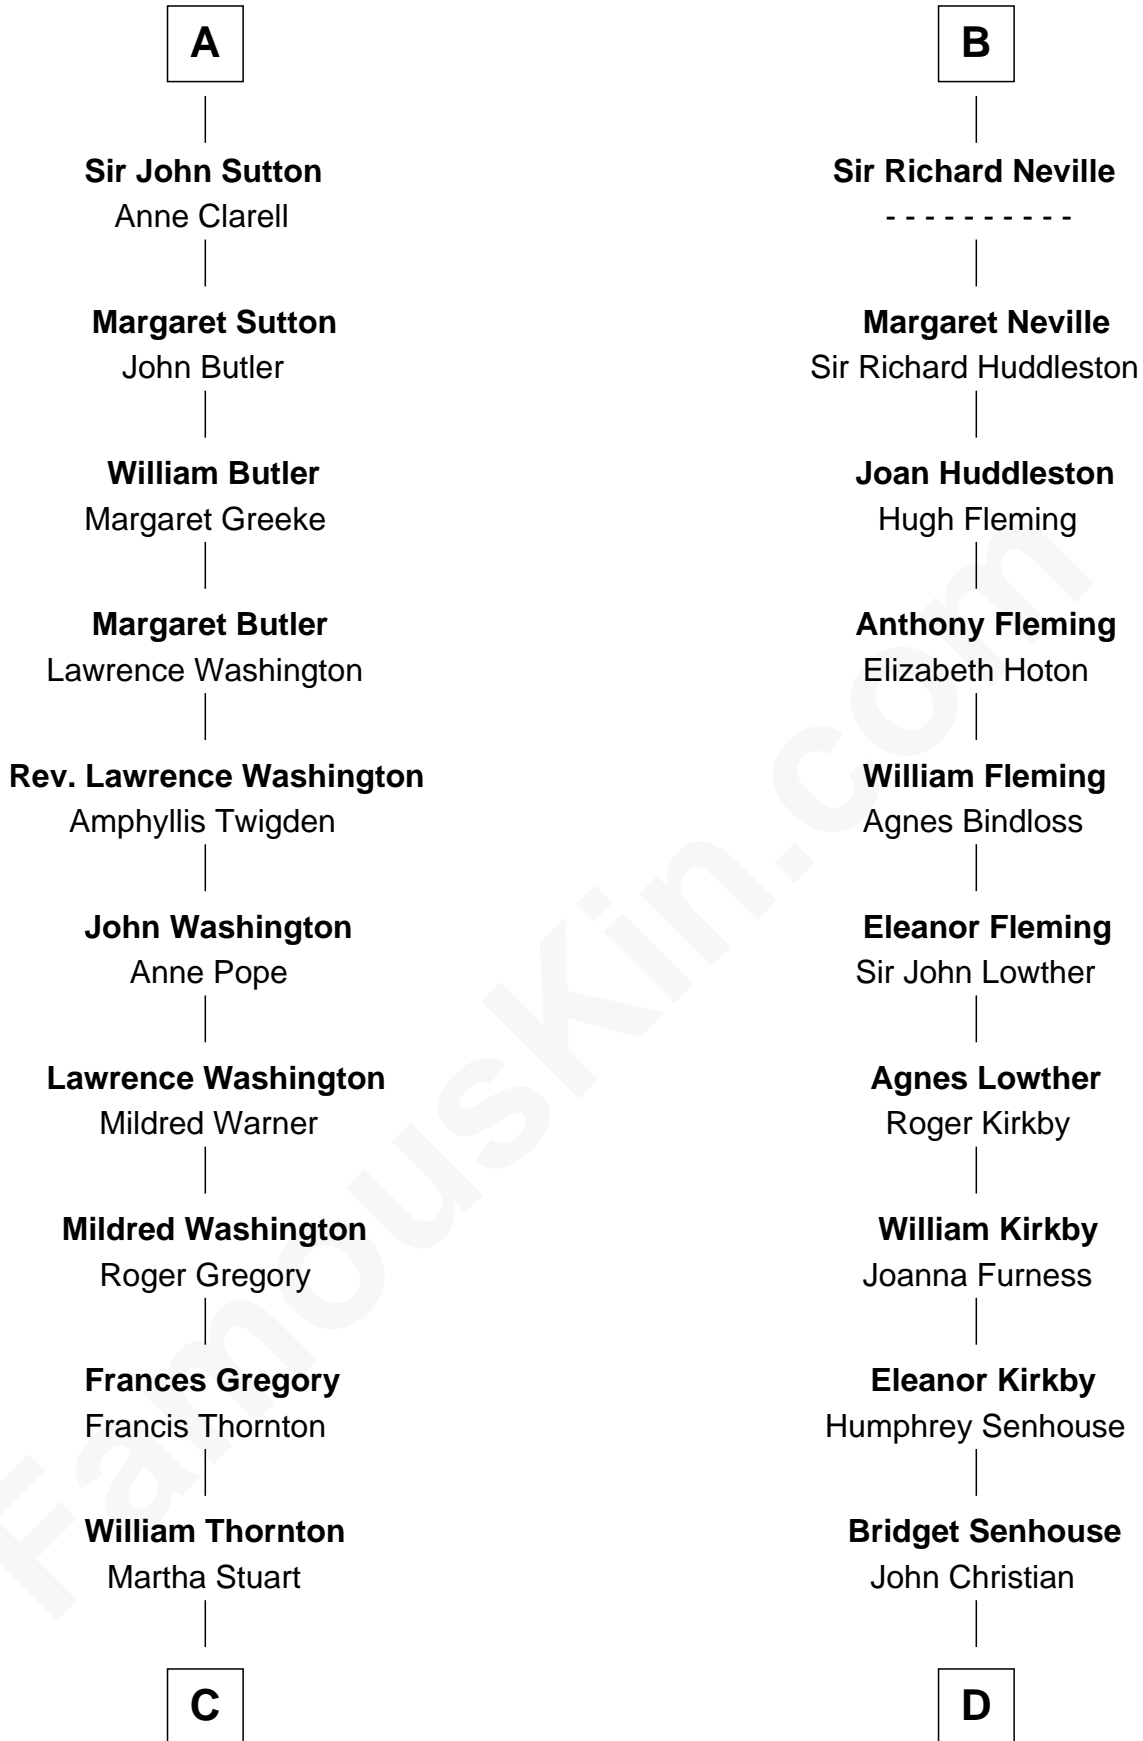 A
Sir John Sutton
Anne Clarell
Margaret Sutton
John Butler
William Butler
Margaret Greeke
Margaret Butler
Lawrence Washington
Rev. Lawrence Washington
Amphyllis Twigden
John Washington
Anne Pope
Lawrence Washington
Mildred Warner
Mildred Washington
Roger Gregory
Frances Gregory
Francis Thornton
William Thornton
Martha Stuart
C
B
Sir Richard Neville
- - - - - - - - - -
Margaret Neville
Sir Richard Huddleston
Joan Huddleston
Hugh Fleming
Anthony Fleming
Elizabeth Hoton
William Fleming
Agnes Bindloss
Eleanor Fleming
Sir John Lowther
Agnes Lowther
Roger Kirkby
William Kirkby
Joanna Furness
Eleanor Kirkby
Humphrey Senhouse
Bridget Senhouse
John Christian
D
FamousKin.com